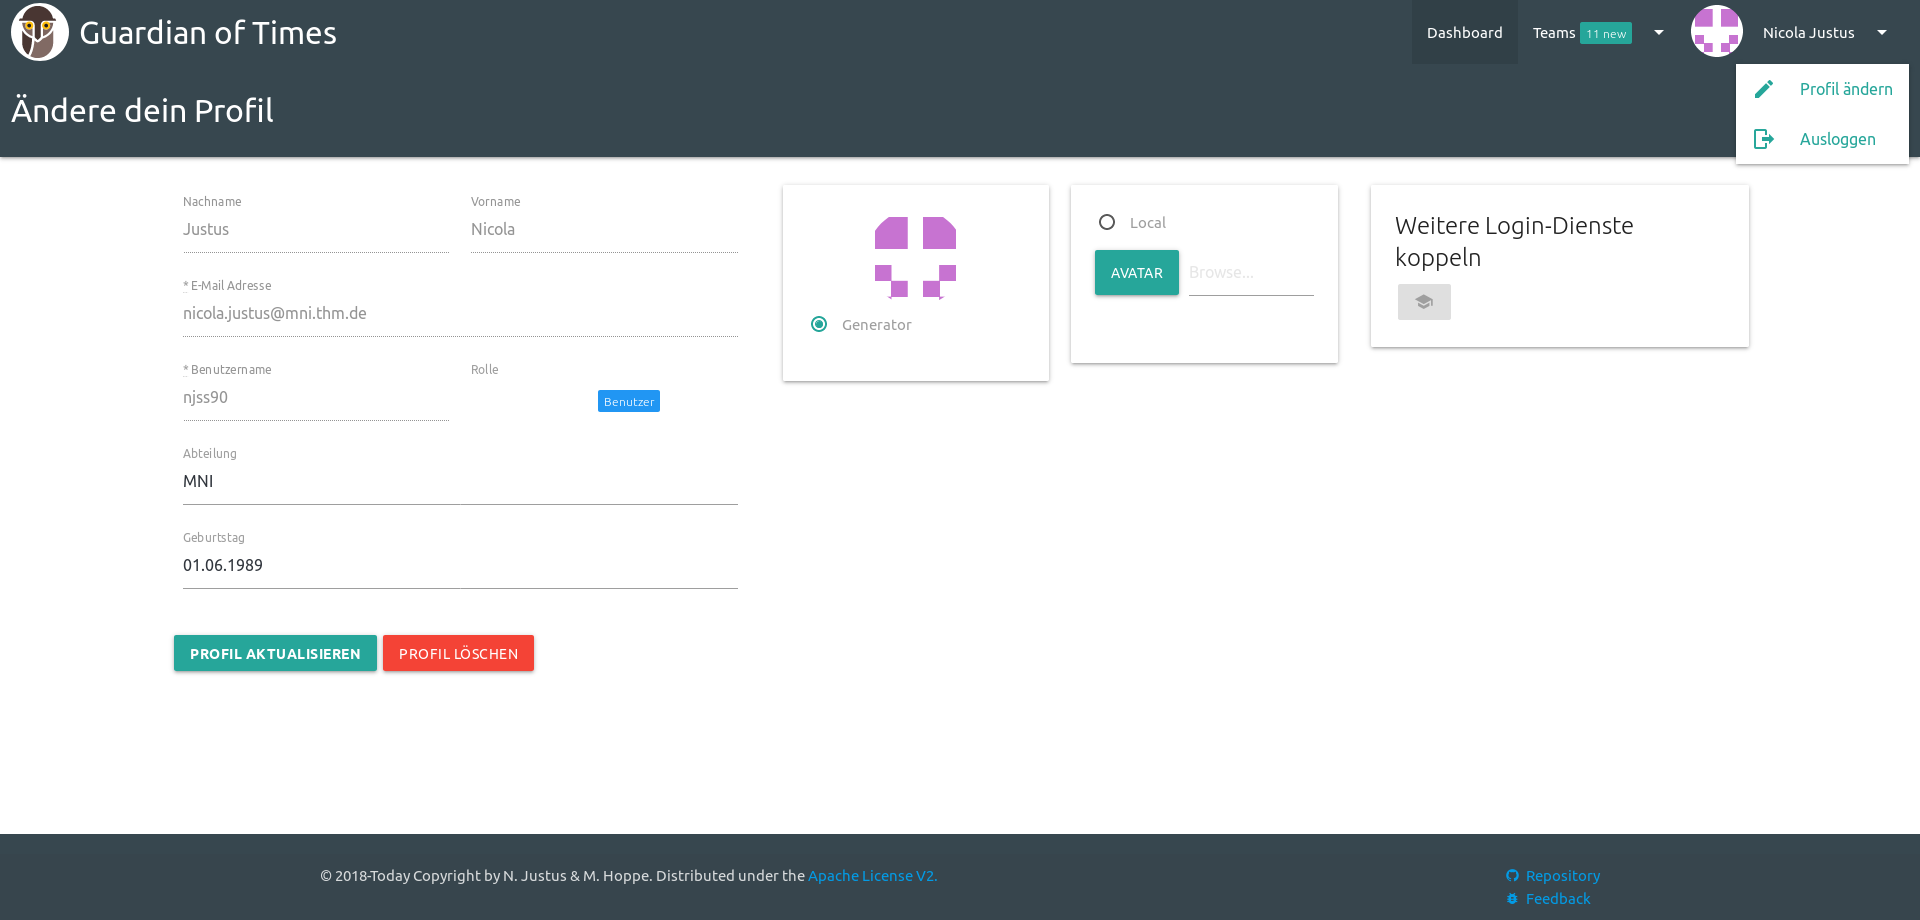 Guardian of Times
Dashboard
Teams 11 new
Nicola Justus
Profil ändern
Ausloggen
Ändere dein Profil
Nachname
Justus
Vorname
Nicola
* E-Mail Adresse
nicola.justus@mni.thm.de
* Benutzername
njss90
Rolle
Benutzer
Abteilung
MNI
Geburtstag
01.06.1989
PROFIL AKTUALISIEREN
PROFIL LÖSCHEN
Generator
Local
AVATAR
Browse...
Weitere Login-Dienste
koppeln
© 2018-Today Copyright by N. Justus & M. Hoppe. Distributed under the Apache License V2.
Repository
Feedback